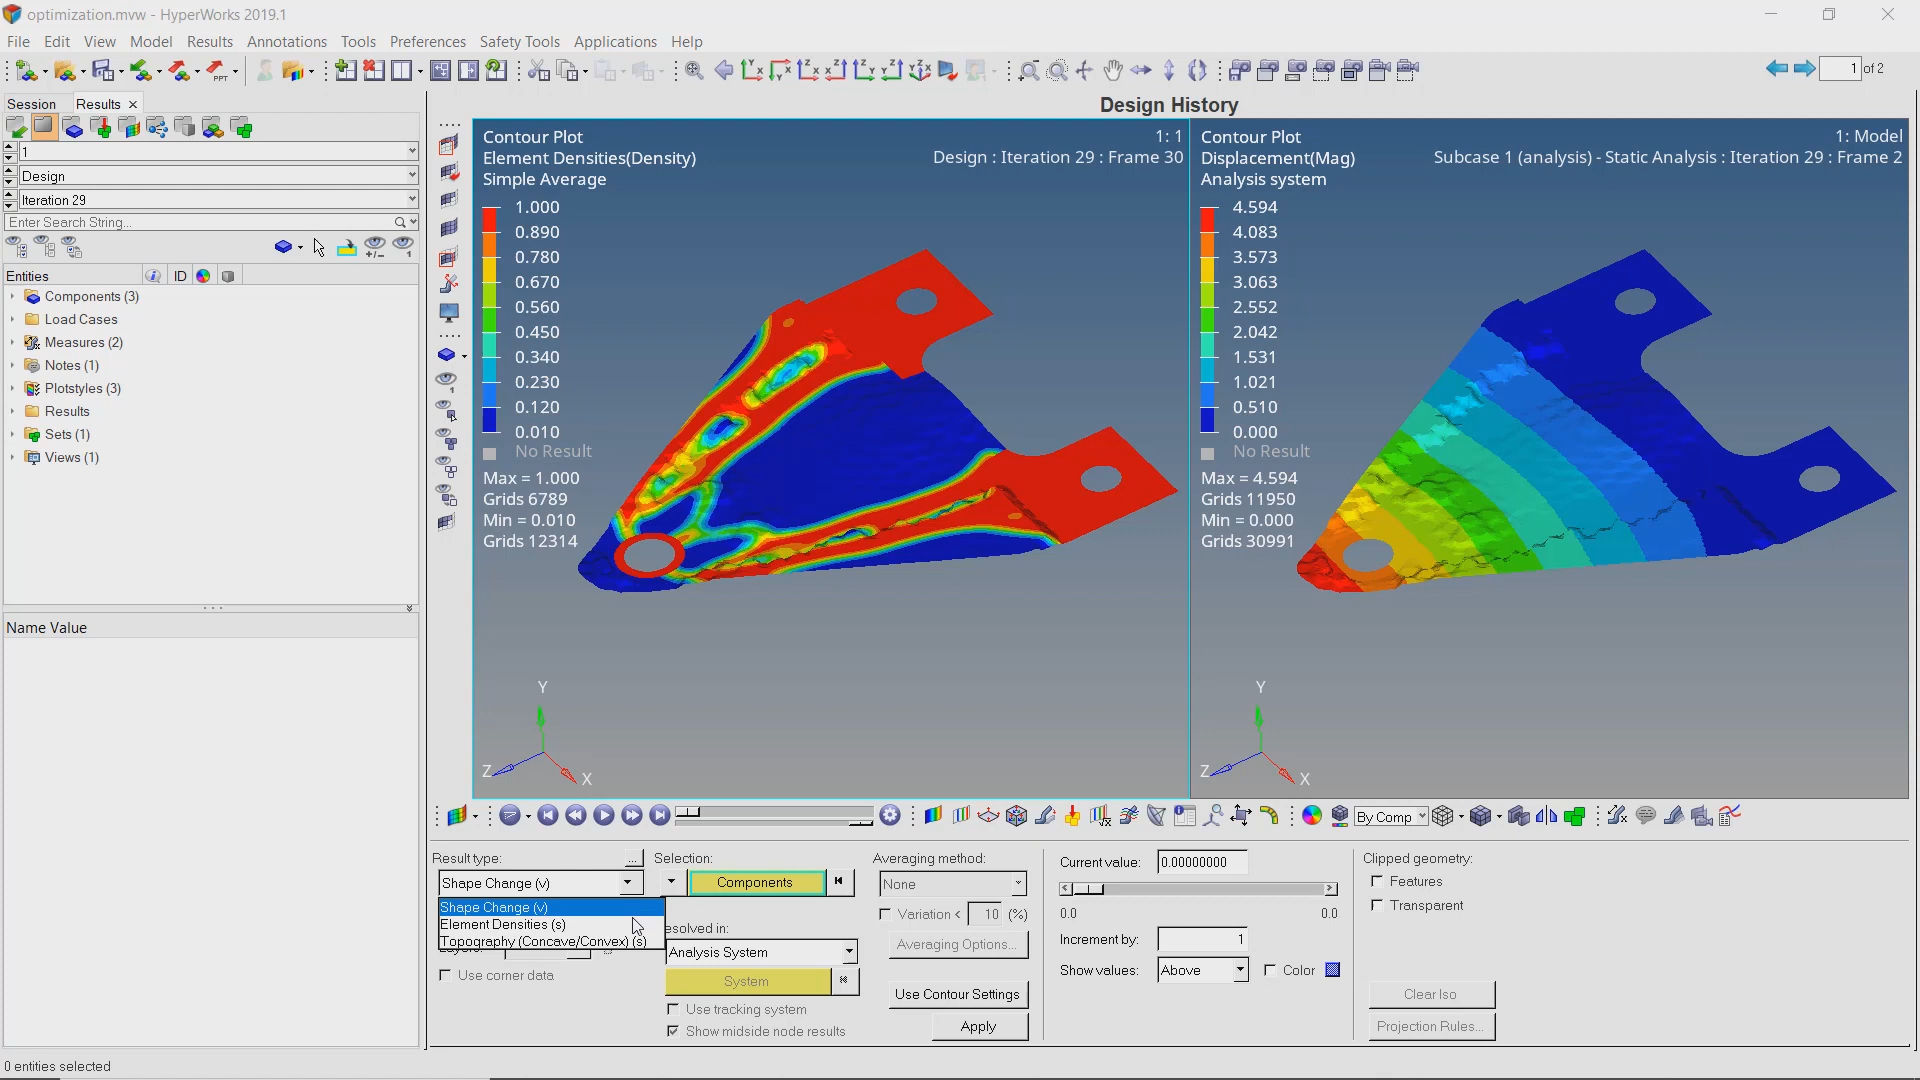 optimization.mvw - HyperWorks 2019.1
File Edit View Model Results Annotations Tools Preferences Safety Tools Applications Help
1 of 2
Session Results
1
Design
Iteration 29
Enter Search String...
Entities ID
Components (3)
Load Cases
Measures (2)
Notes (1)
Plotstyles (3)
Results
Sets (1)
Views (1)
Name Value
0 entities selected
Design History
Contour Plot
Element Densities(Density)
Simple Average
1: 1
Design : Iteration 29 : Frame 30
1.000
0.890
0.780
0.670
0.560
0.450
0.340
0.230
0.120
0.010
No Result
Max = 1.000
Grids 6789
Min = 0.010
Grids 12314
Y
Z
X
Contour Plot
Displacement(Mag)
Analysis system
1: Model
Subcase 1 (analysis) - Static Analysis : Iteration 29 : Frame 2
4.594
4.083
3.573
3.063
2.552
2.042
1.531
1.021
0.510
0.000
No Result
Max = 4.594
Grids 11950
Min = 0.000
Grids 30991
Y
Z
X
By Comp
Result type:
...
Shape Change (v)
Shape Change (v)
Element Densities (s)
Topography (Concave/Convex) (s)
Use corner data
Selection:
Components
esolved in:
Analysis System
System
Use tracking system
Show midside node results
Averaging method:
None
Variation < 10 (%)
Averaging Options...
Use Contour Settings
Apply
Current value: 0.00000000
0.0 0.0
Increment by: 1
Show values: Above Color
Clipped geometry:
Features
Transparent
Clear Iso
Projection Rules...